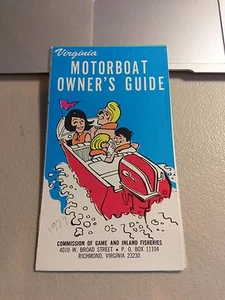 Virginia
MOTORBOAT
OWNER'S GUIDE
COMMISSION OF GAME AND INLAND FISHERIES
4010 W. BROAD STREET • P. O. BOX 11104
RICHMOND, VIRGINIA 23230